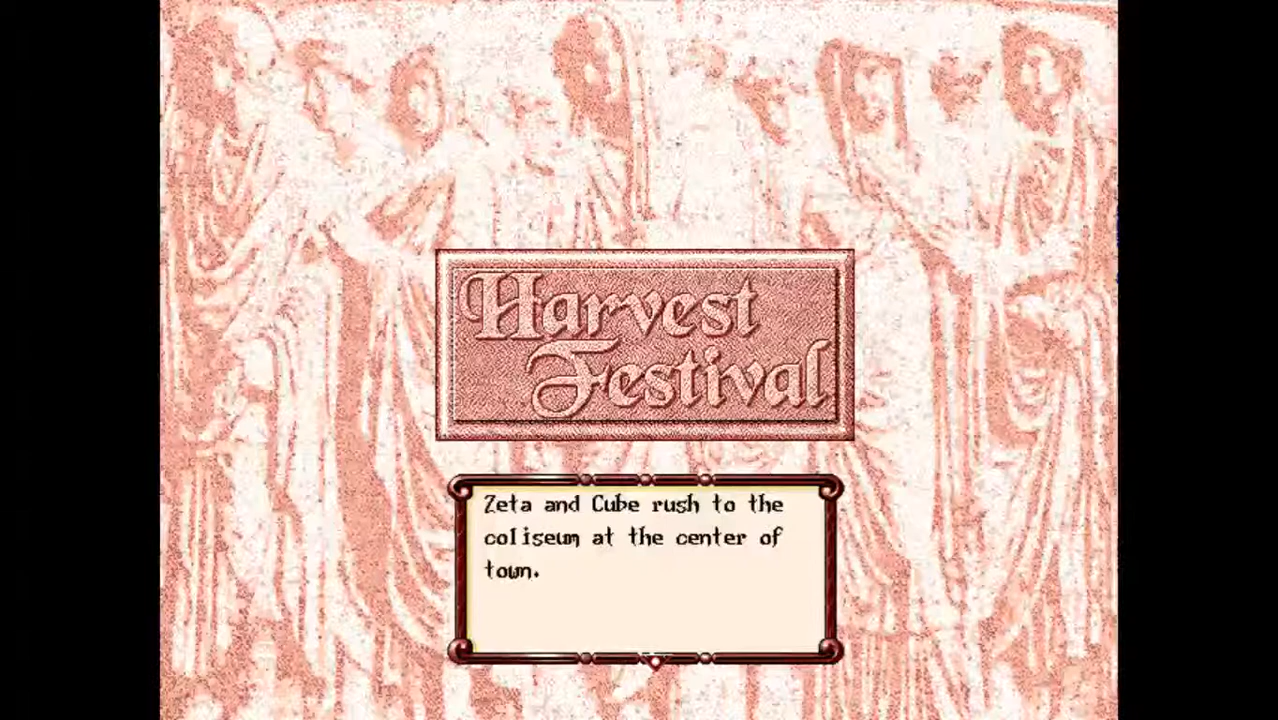 Harvest
Festival
Zeta and Cube rush to the
coliseum at the center of
town.